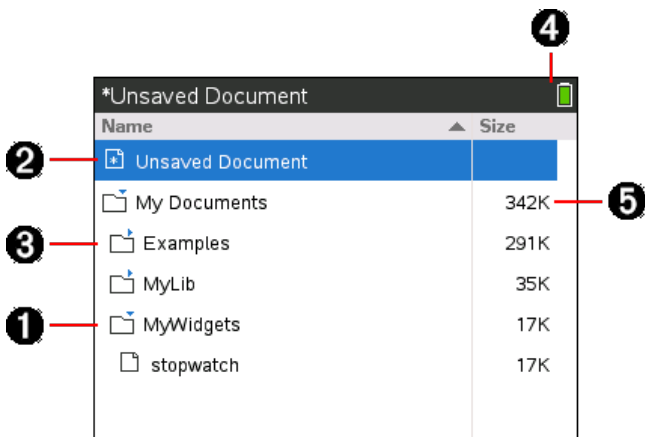 4
*Unsaved Document
Name Size
2 Unsaved Document
My Documents 342K 5
3 Examples 291K
MyLib 35K
1 MyWidgets 17K
stopwatch 17K